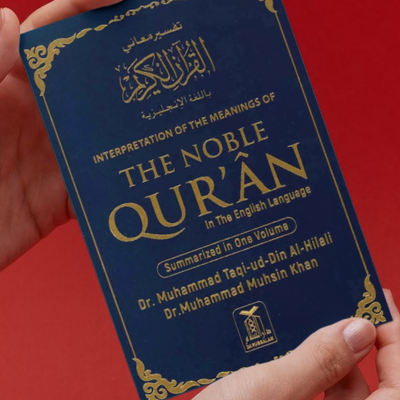 تفسير معاني
القرآن الكريم
باللغة الإنجليزية
INTERPRETATION OF THE MEANINGS OF
THE NOBLE
QUR'ÂN
In The English Language
Summarized in One Volume
Dr. Muhammad Taqi-ud-Din Al-Hilali
Dr. Muhammad Muhsin Khan
DARUSSALAM